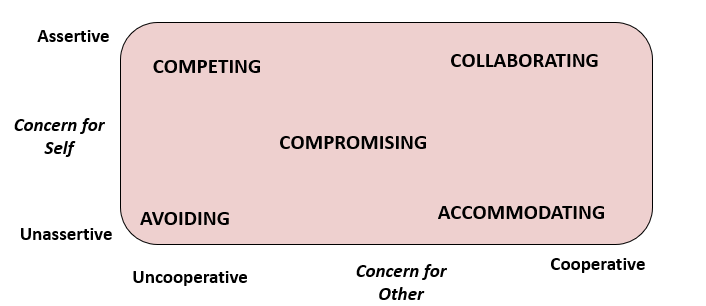 Assertive
COMPETING
COLLABORATING
Concern for
Self
COMPROMISING
AVOIDING
ACCOMMODATING
Unassertive
Uncooperative
Concern for
Other
Cooperative